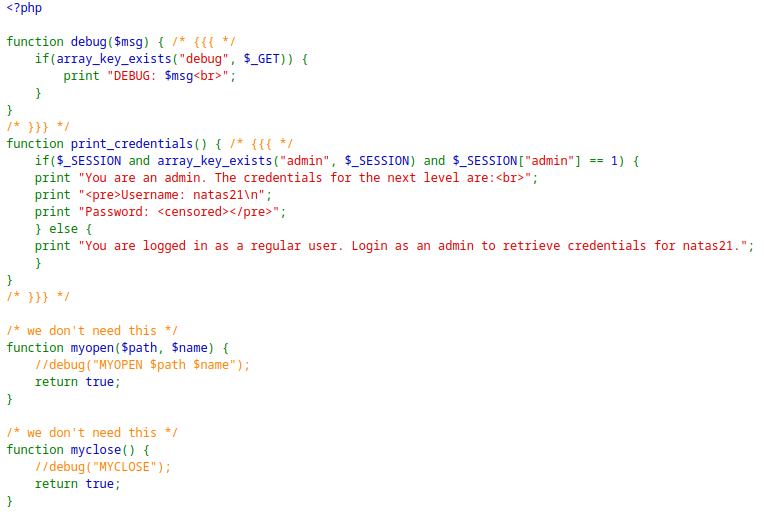 <?php

function debug($msg) { /* {{{ */
    if(array_key_exists("debug", $_GET)) {
        print "DEBUG: $msg<br>";
    }
}
/* }}} */
function print_credentials() { /* {{{ */
    if($_SESSION and array_key_exists("admin", $_SESSION) and $_SESSION["admin"] == 1) {
    print "You are an admin. The credentials for the next level are:<br>";
    print "<pre>Username: natas21\n";
    print "Password: <censored></pre>";
    } else {
    print "You are logged in as a regular user. Login as an admin to retrieve credentials for natas21.";
    }
}
/* }}} */

/* we don't need this */
function myopen($path, $name) {
    //debug("MYOPEN $path $name");
    return true;
}

/* we don't need this */
function myclose() {
    //debug("MYCLOSE");
    return true;
}